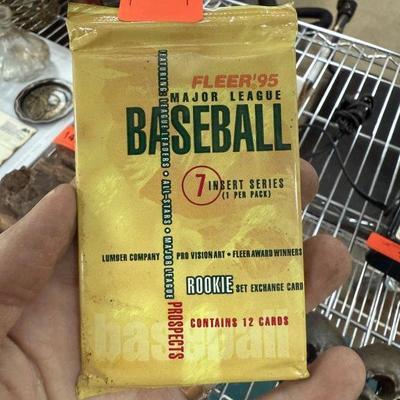 FLEER'95
MAJOR LEAGUE
BASEBALL
7 INSERT SERIES
(1 PER PACK)
FEATURING: LEAGUE LEADERS • ALL-STARS • MAJOR LEAGUE PROSPECTS
LUMBER COMPANY PRO VISION ART • FLEER AWARD WINNERS
ROOKIE SET EXCHANGE CARD
CONTAINS 12 CARDS
baseball